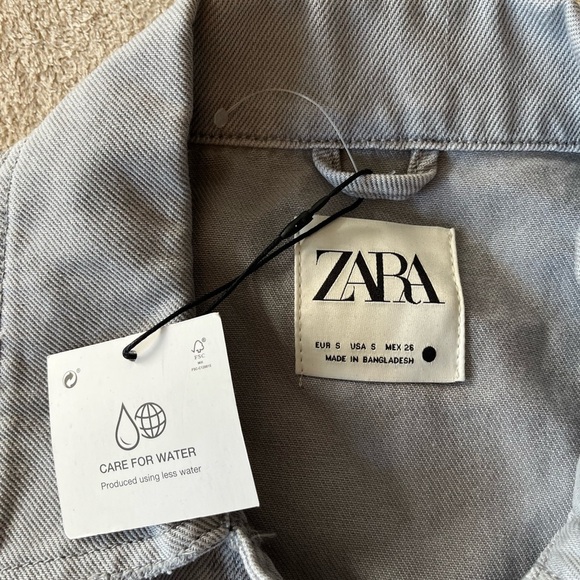 ZARA
EUR S USA S MEX 26
MADE IN BANGLADESH
FSC
CARE FOR WATER
Produced using less water